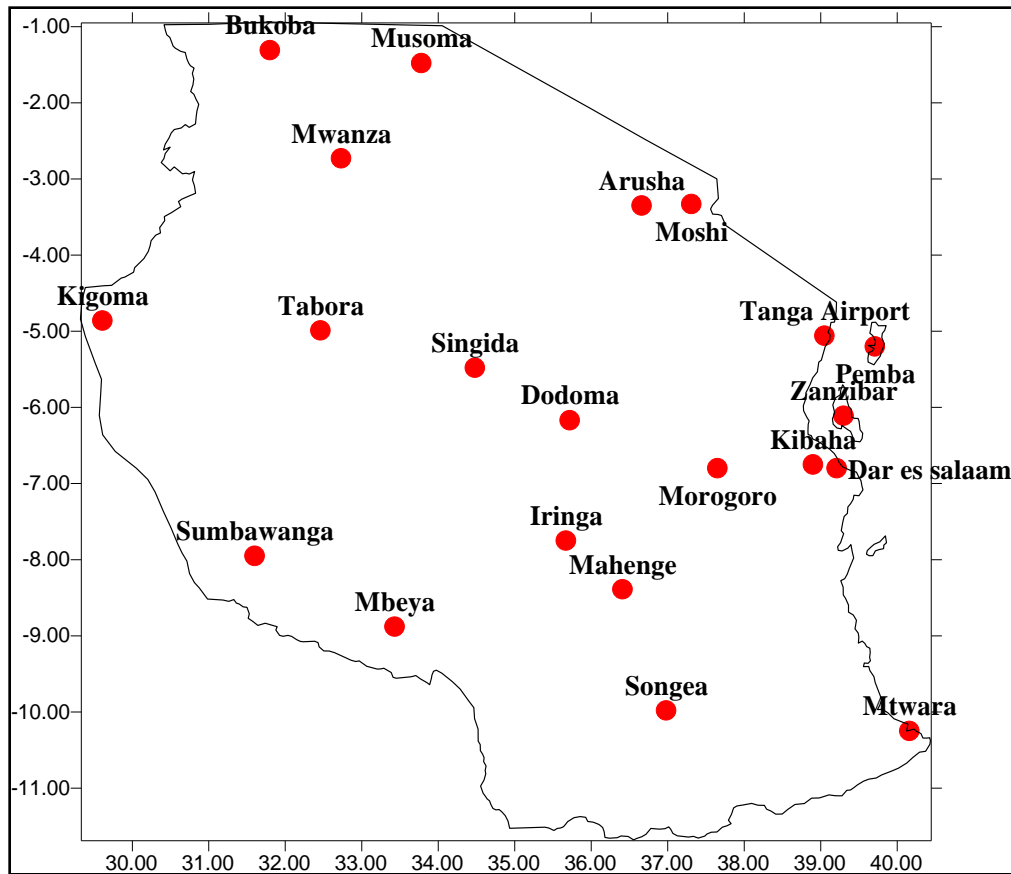 Bukoba
-1.00
Musoma
-2.00
Mwanza
-3.00
Arusha
Moshi
-4.00
Kigoma
Tabora
Tanga Airport
-5.00
Singida
Pemba
Dodoma
Zanzibar
-6.00
Kibaha
Dar es salaam
-7.00
Morogoro
Iringa
Sumbawanga
-8.00
Mahenge
Mbeya
-9.00
Songea
Mtwara
-10.00
-11.00
30.00 31.00 32.00 33.00 34.00 35.00 36.00 37.00 38.00 39.00 40.00